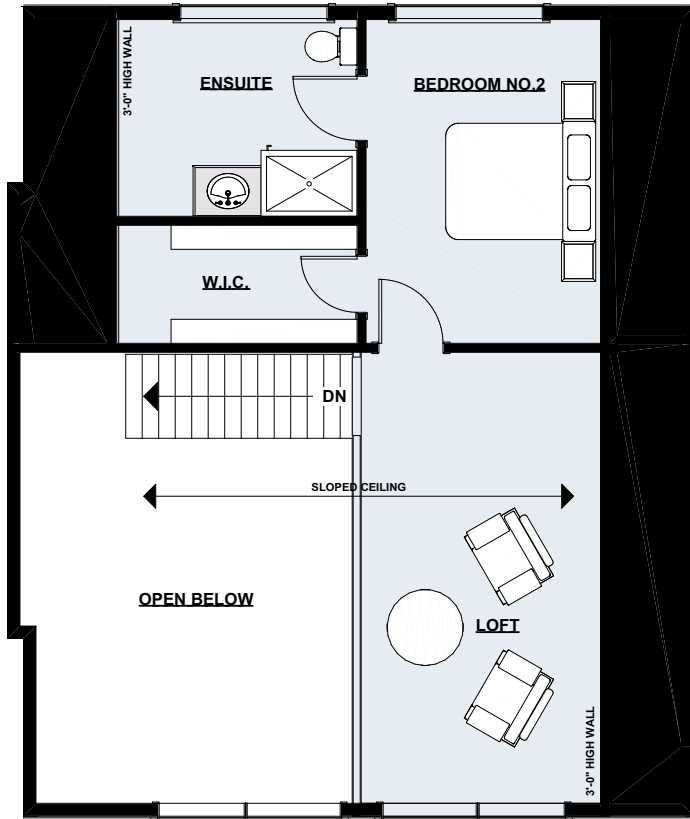 3'-0" HIGH WALL
ENSUITE
BEDROOM NO.2
W.I.C.
DN
SLOPED CEILING
OPEN BELOW
LOFT
3'-0" HIGH WALL